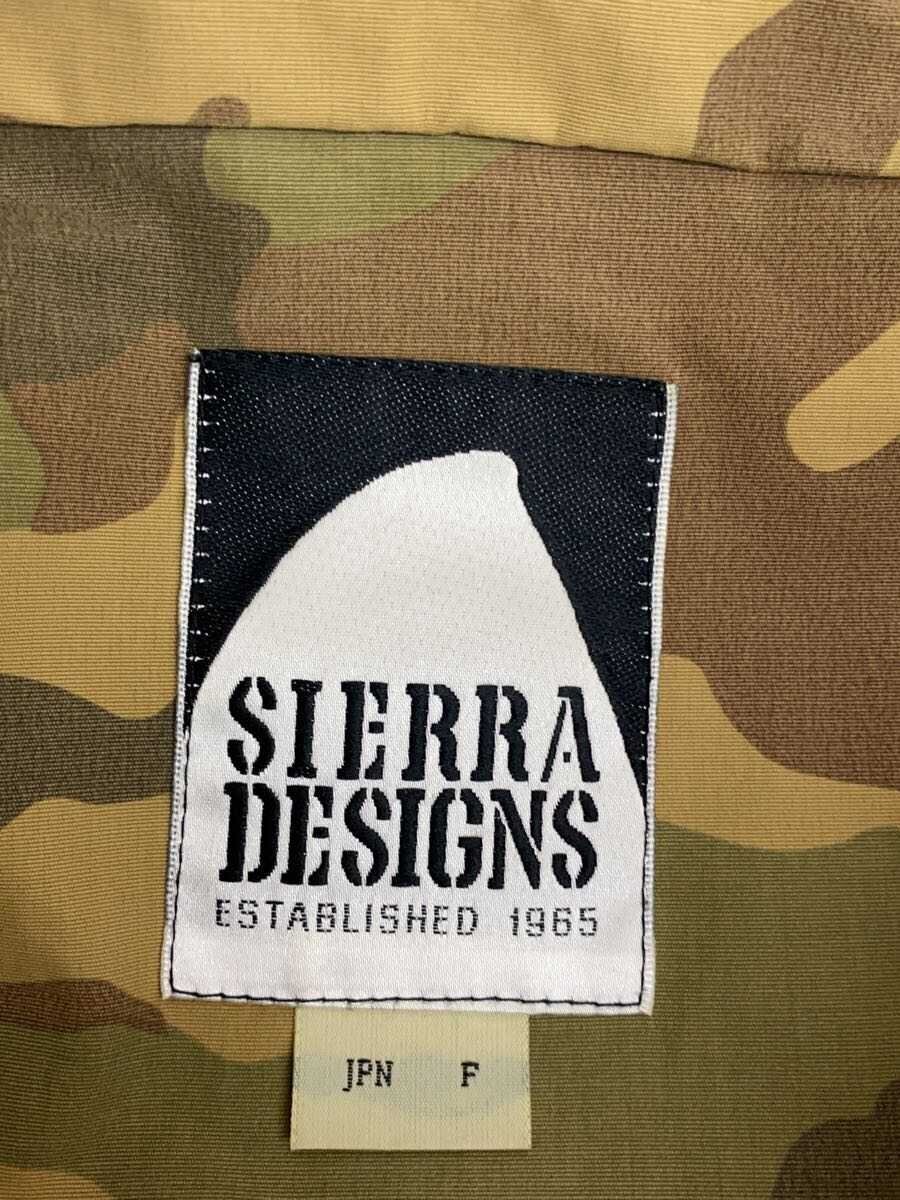 SIERRA
DESIGNS
ESTABLISHED 1965
JPN F